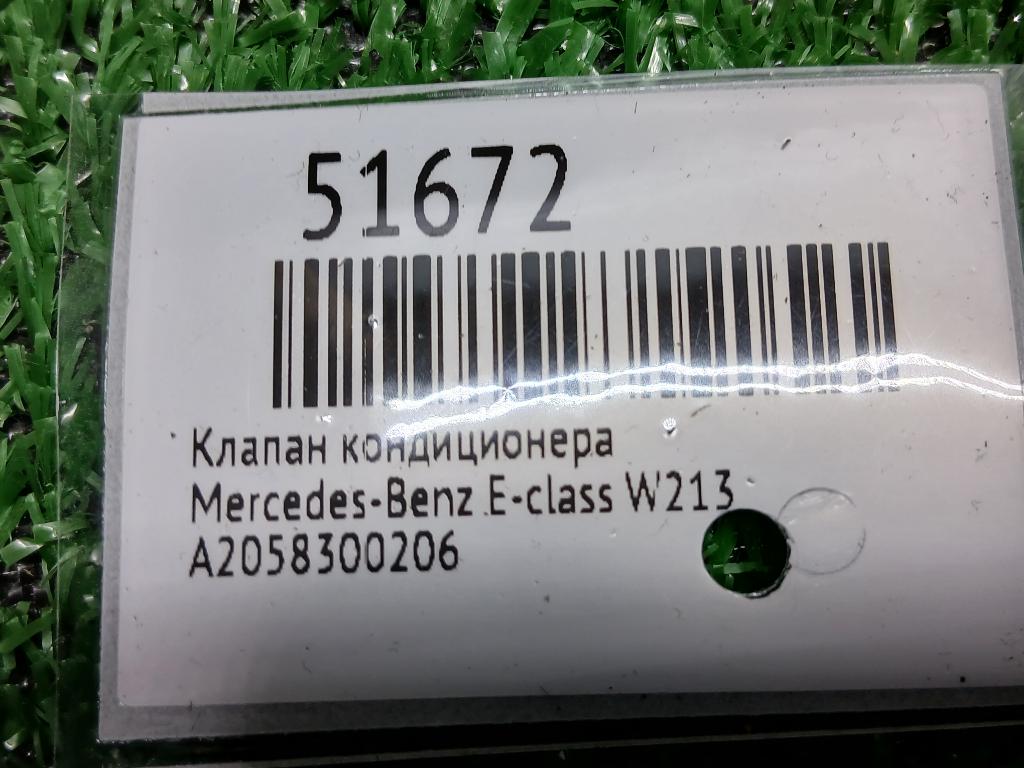 51672
Клапан кондиционера
Mercedes-Benz E-class W213
A2058300206